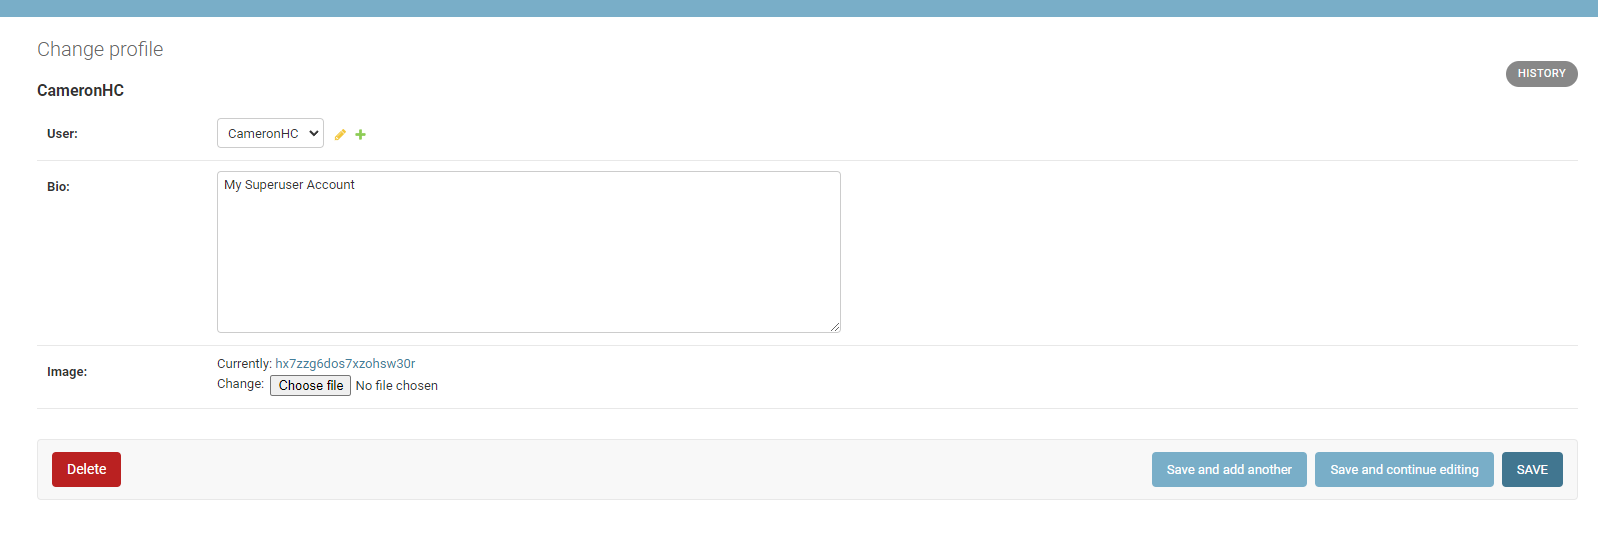 Change profile
HISTORY
CameronHC
User: CameronHC
Bio: My Superuser Account
Image: Currently: hx7zzg6dos7xzohsw30r
Change: Choose file No file chosen
Delete Save and add another Save and continue editing SAVE